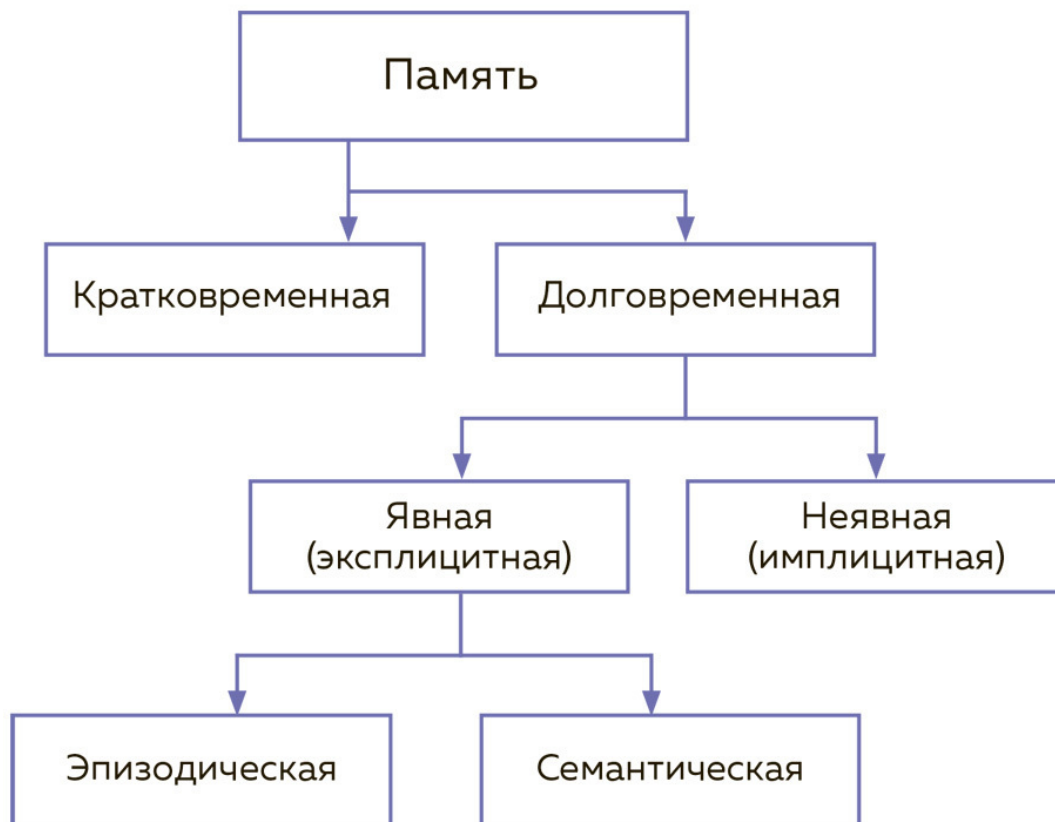 Память
Кратковременная
Долговременная
Явная
(эксплицитная)
Неявная
(имплицитная)
Эпизодическая
Семантическая